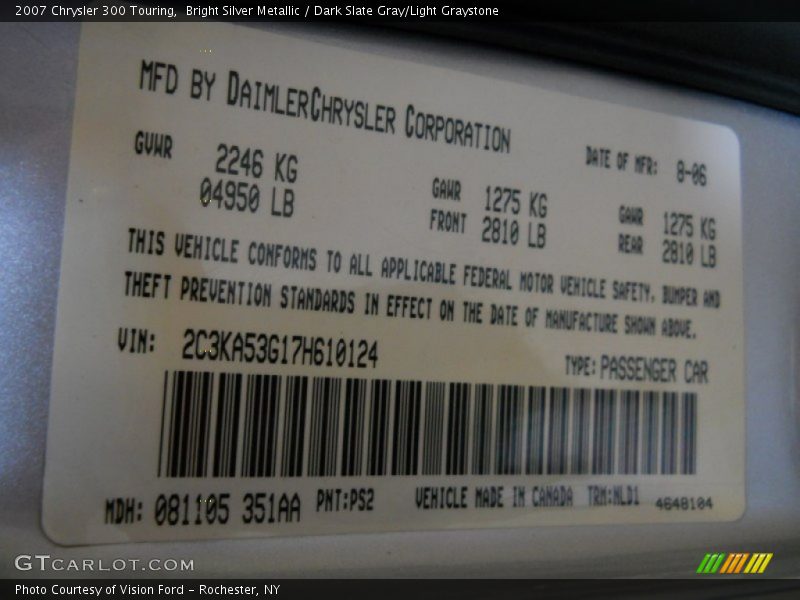 2007 Chrysler 300 Touring, Bright Silver Metallic / Dark Slate Gray/Light Graystone
MFD BY DAIMLERCHRYSLER CORPORATION
DATE OF MFR: 8-06
GVWR 2246 KG
04950 LB
GAWR 1275 KG
FRONT 2810 LB
GAWR 1275 KG
REAR 2810 LB
THIS VEHICLE CONFORMS TO ALL APPLICABLE FEDERAL MOTOR VEHICLE SAFETY, BUMPER AND
THEFT PREVENTION STANDARDS IN EFFECT ON THE DATE OF MANUFACTURE SHOWN ABOVE.
VIN: 2C3KA53G17H610124
TYPE: PASSENGER CAR
MDH: 081105 351AA PNT:PS2 VEHICLE MADE IN CANADA TRM:NLD1 4648104
GTCARLOT.COM
Photo Courtesy of Vision Ford – Rochester, NY